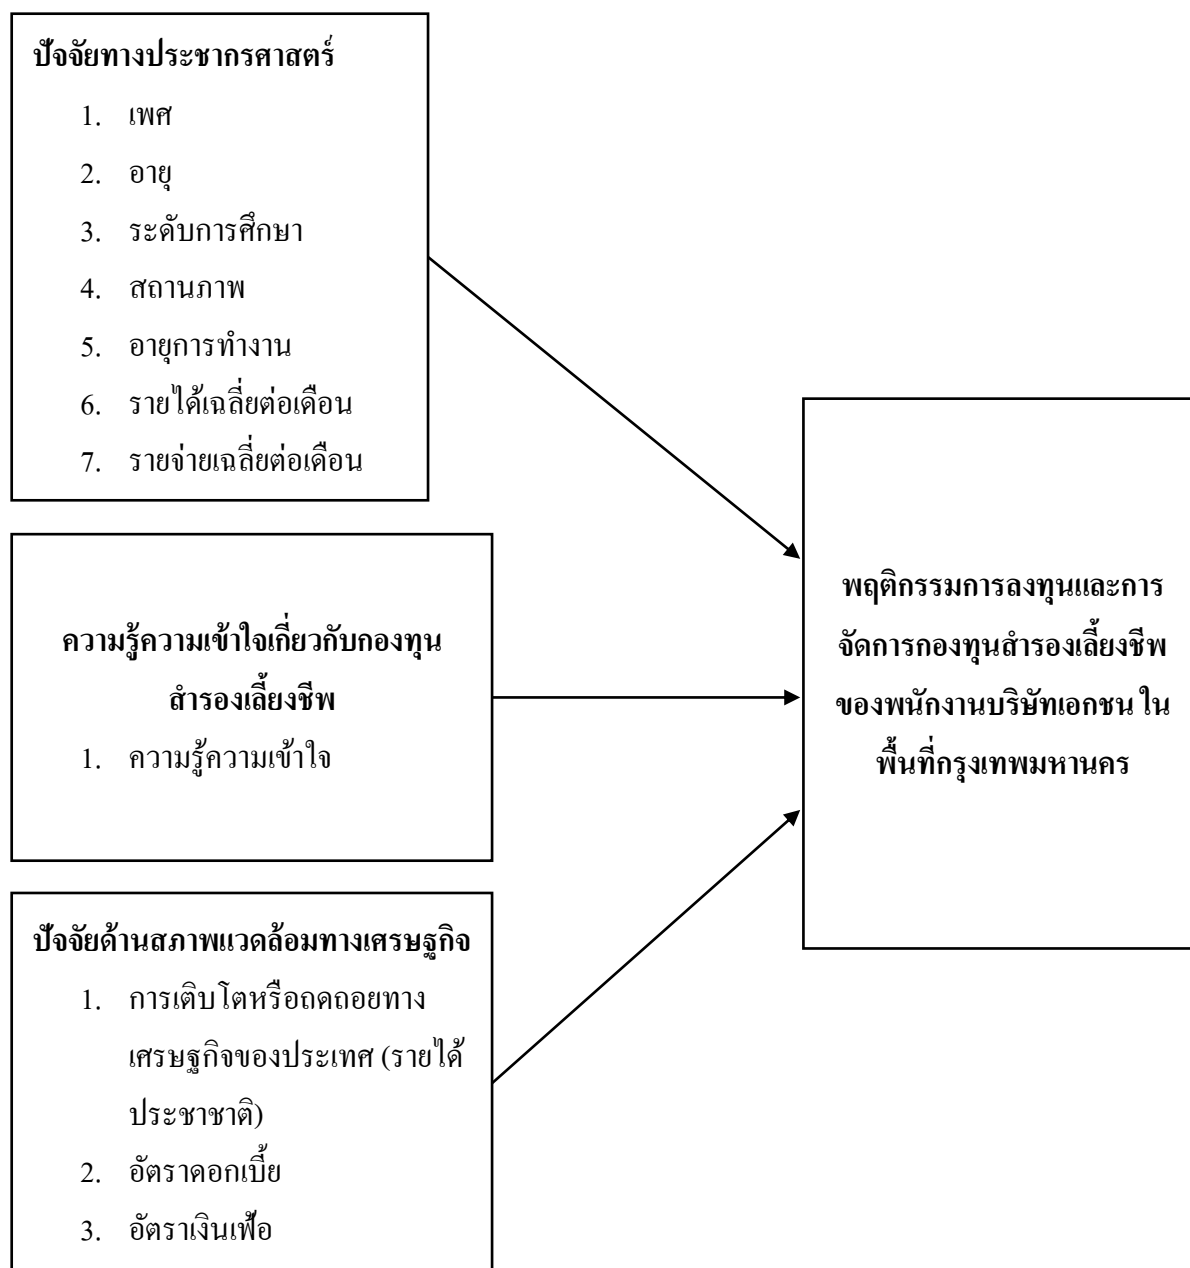 ปัจจัยทางประชากรศาสตร์
1. เพศ
2. อายุ
3. ระดับการศึกษา
4. สถานภาพ
5. อายุการทำงาน
6. รายได้เฉลี่ยต่อเดือน
7. รายจ่ายเฉลี่ยต่อเดือน
ความรู้ความเข้าใจเกี่ยวกับกองทุน
สำรองเลี้ยงชีพ
1. ความรู้ความเข้าใจ
ปัจจัยด้านสภาพแวดล้อมทางเศรษฐกิจ
1. การเติบโตหรือถดถอยทาง
เศรษฐกิจของประเทศ (รายได้
ประชาชาติ)
2. อัตราดอกเบี้ย
3. อัตราเงินเฟ้อ
พฤติกรรมการลงทุนและการ
จัดการกองทุนสำรองเลี้ยงชีพ
ของพนักงานบริษัทเอกชน ใน
พื้นที่กรุงเทพมหานคร